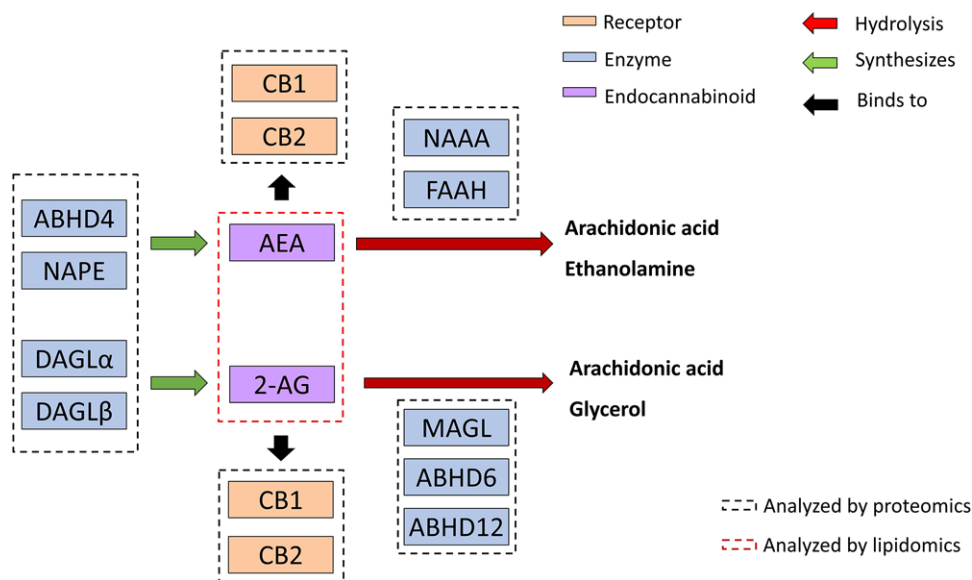 Receptor
Enzyme
Endocannabinoid
Hydrolysis
Synthesizes
Binds to
CB1
CB2
NAAA
FAAH
ABHD4
NAPE
AEA
Arachidonic acid
Ethanolamine
DAGLα
DAGLβ
2-AG
Arachidonic acid
Glycerol
MAGL
ABHD6
ABHD12
CB1
CB2
Analyzed by proteomics
Analyzed by lipidomics